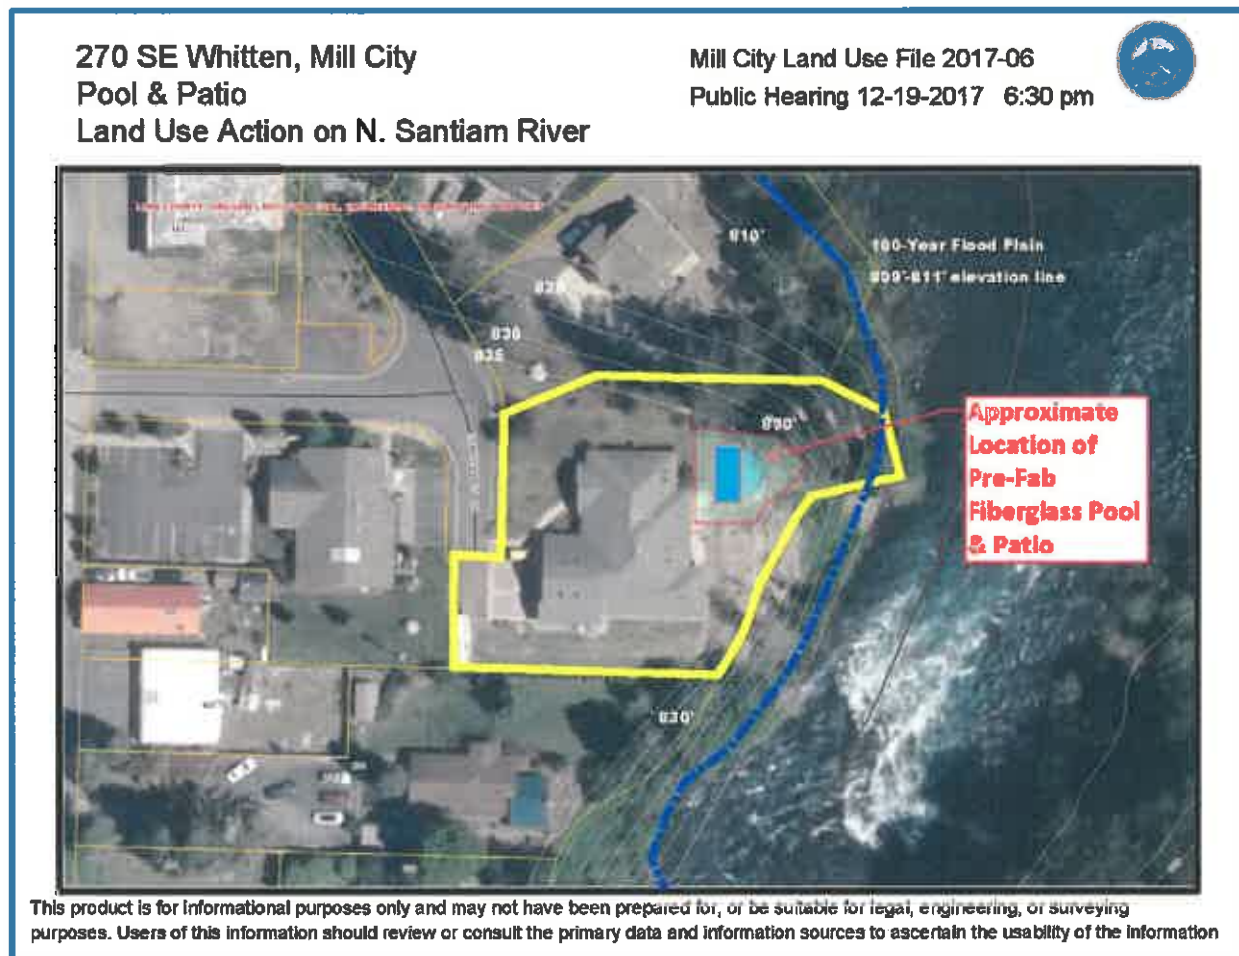 270 SE Whitten, Mill City
Pool & Patio
Land Use Action on N. Santiam River
Mill City Land Use File 2017-06
Public Hearing 12-19-2017 6:30 pm
810'
100-Year Flood Plain
809'-811' elevation line
830
835
Approximate
Location of
Pre-Fab
Fiberglass Pool
& Patio
830'
This product is for informational purposes only and may not have been prepared for, or be suitable for legal, engineering, or surveying
purposes. Users of this information should review or consult the primary data and information sources to ascertain the usability of the information